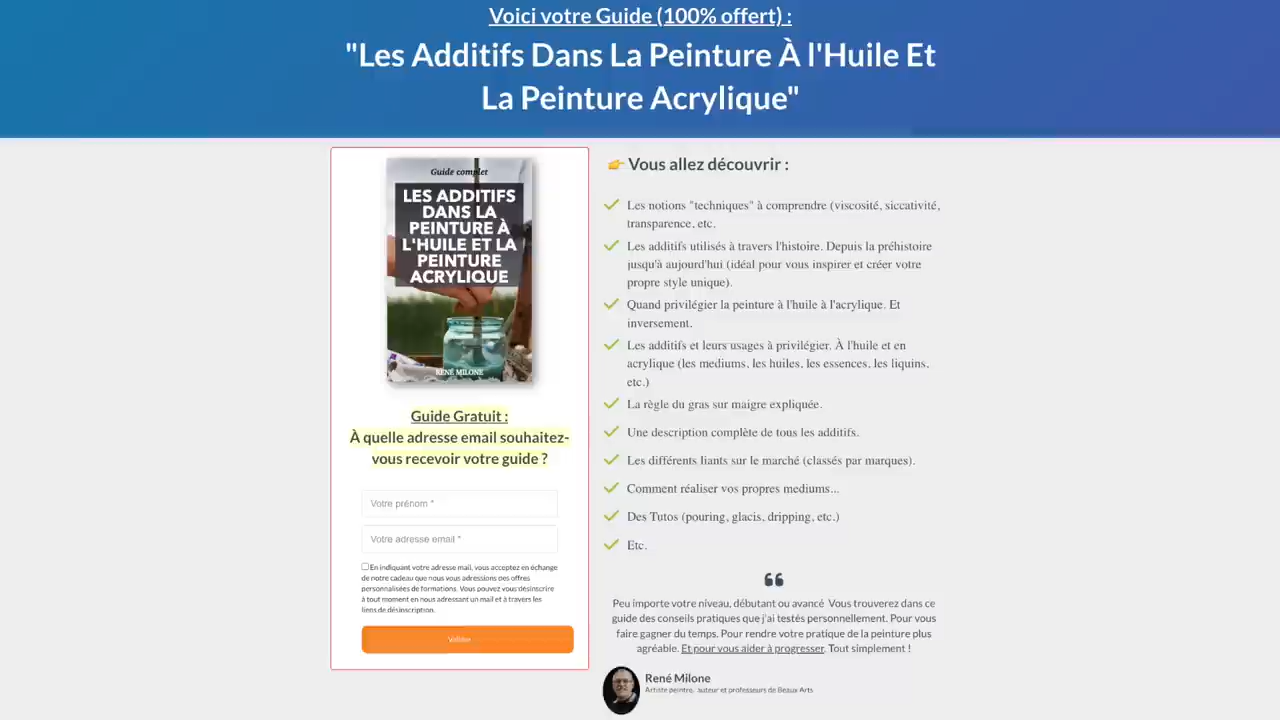 Voici votre Guide (100% offert) :
"Les Additifs Dans La Peinture À l'Huile Et
La Peinture Acrylique"
Guide complet
LES ADDITIFS
DANS LA
PEINTURE À
L'HUILE ET LA
PEINTURE
ACRYLIQUE
RENÉ MILONE
Guide Gratuit :
À quelle adresse email souhaitez-
vous recevoir votre guide ?
Votre prénom *
Votre adresse email *
En indiquant votre adresse mail, vous acceptez en échange
de notre cadeau que nous vous adressions des offres
personnalisées de formations. Vous pouvez vous désinscrire
à tout moment en nous adressant un mail et à travers les
liens de désinscription.
Valider
Vous allez découvrir :
Les notions "techniques" à comprendre (viscosité, siccativité,
transparence, etc.
Les additifs utilisés à travers l'histoire. Depuis la préhistoire
jusqu'à aujourd'hui (idéal pour vous inspirer et créer votre
propre style unique).
Quand privilégier la peinture à l'huile à l'acrylique. Et
inversement.
Les additifs et leurs usages à privilégier. À l'huile et en
acrylique (les mediums, les huiles, les essences, les liquins,
etc.)
La règle du gras sur maigre expliquée.
Une description complète de tous les additifs.
Les différents liants sur le marché (classés par marques).
Comment réaliser vos propres mediums...
Des Tutos (pouring, glacis, dripping, etc.)
Etc.
Peu importe votre niveau, débutant ou avancé Vous trouverez dans ce
guide des conseils pratiques que j'ai testés personnellement. Pour vous
faire gagner du temps. Pour rendre votre pratique de la peinture plus
agréable. Et pour vous aider à progresser. Tout simplement !
René Milone
Artiste peintre, auteur et professeurs de Beaux Arts